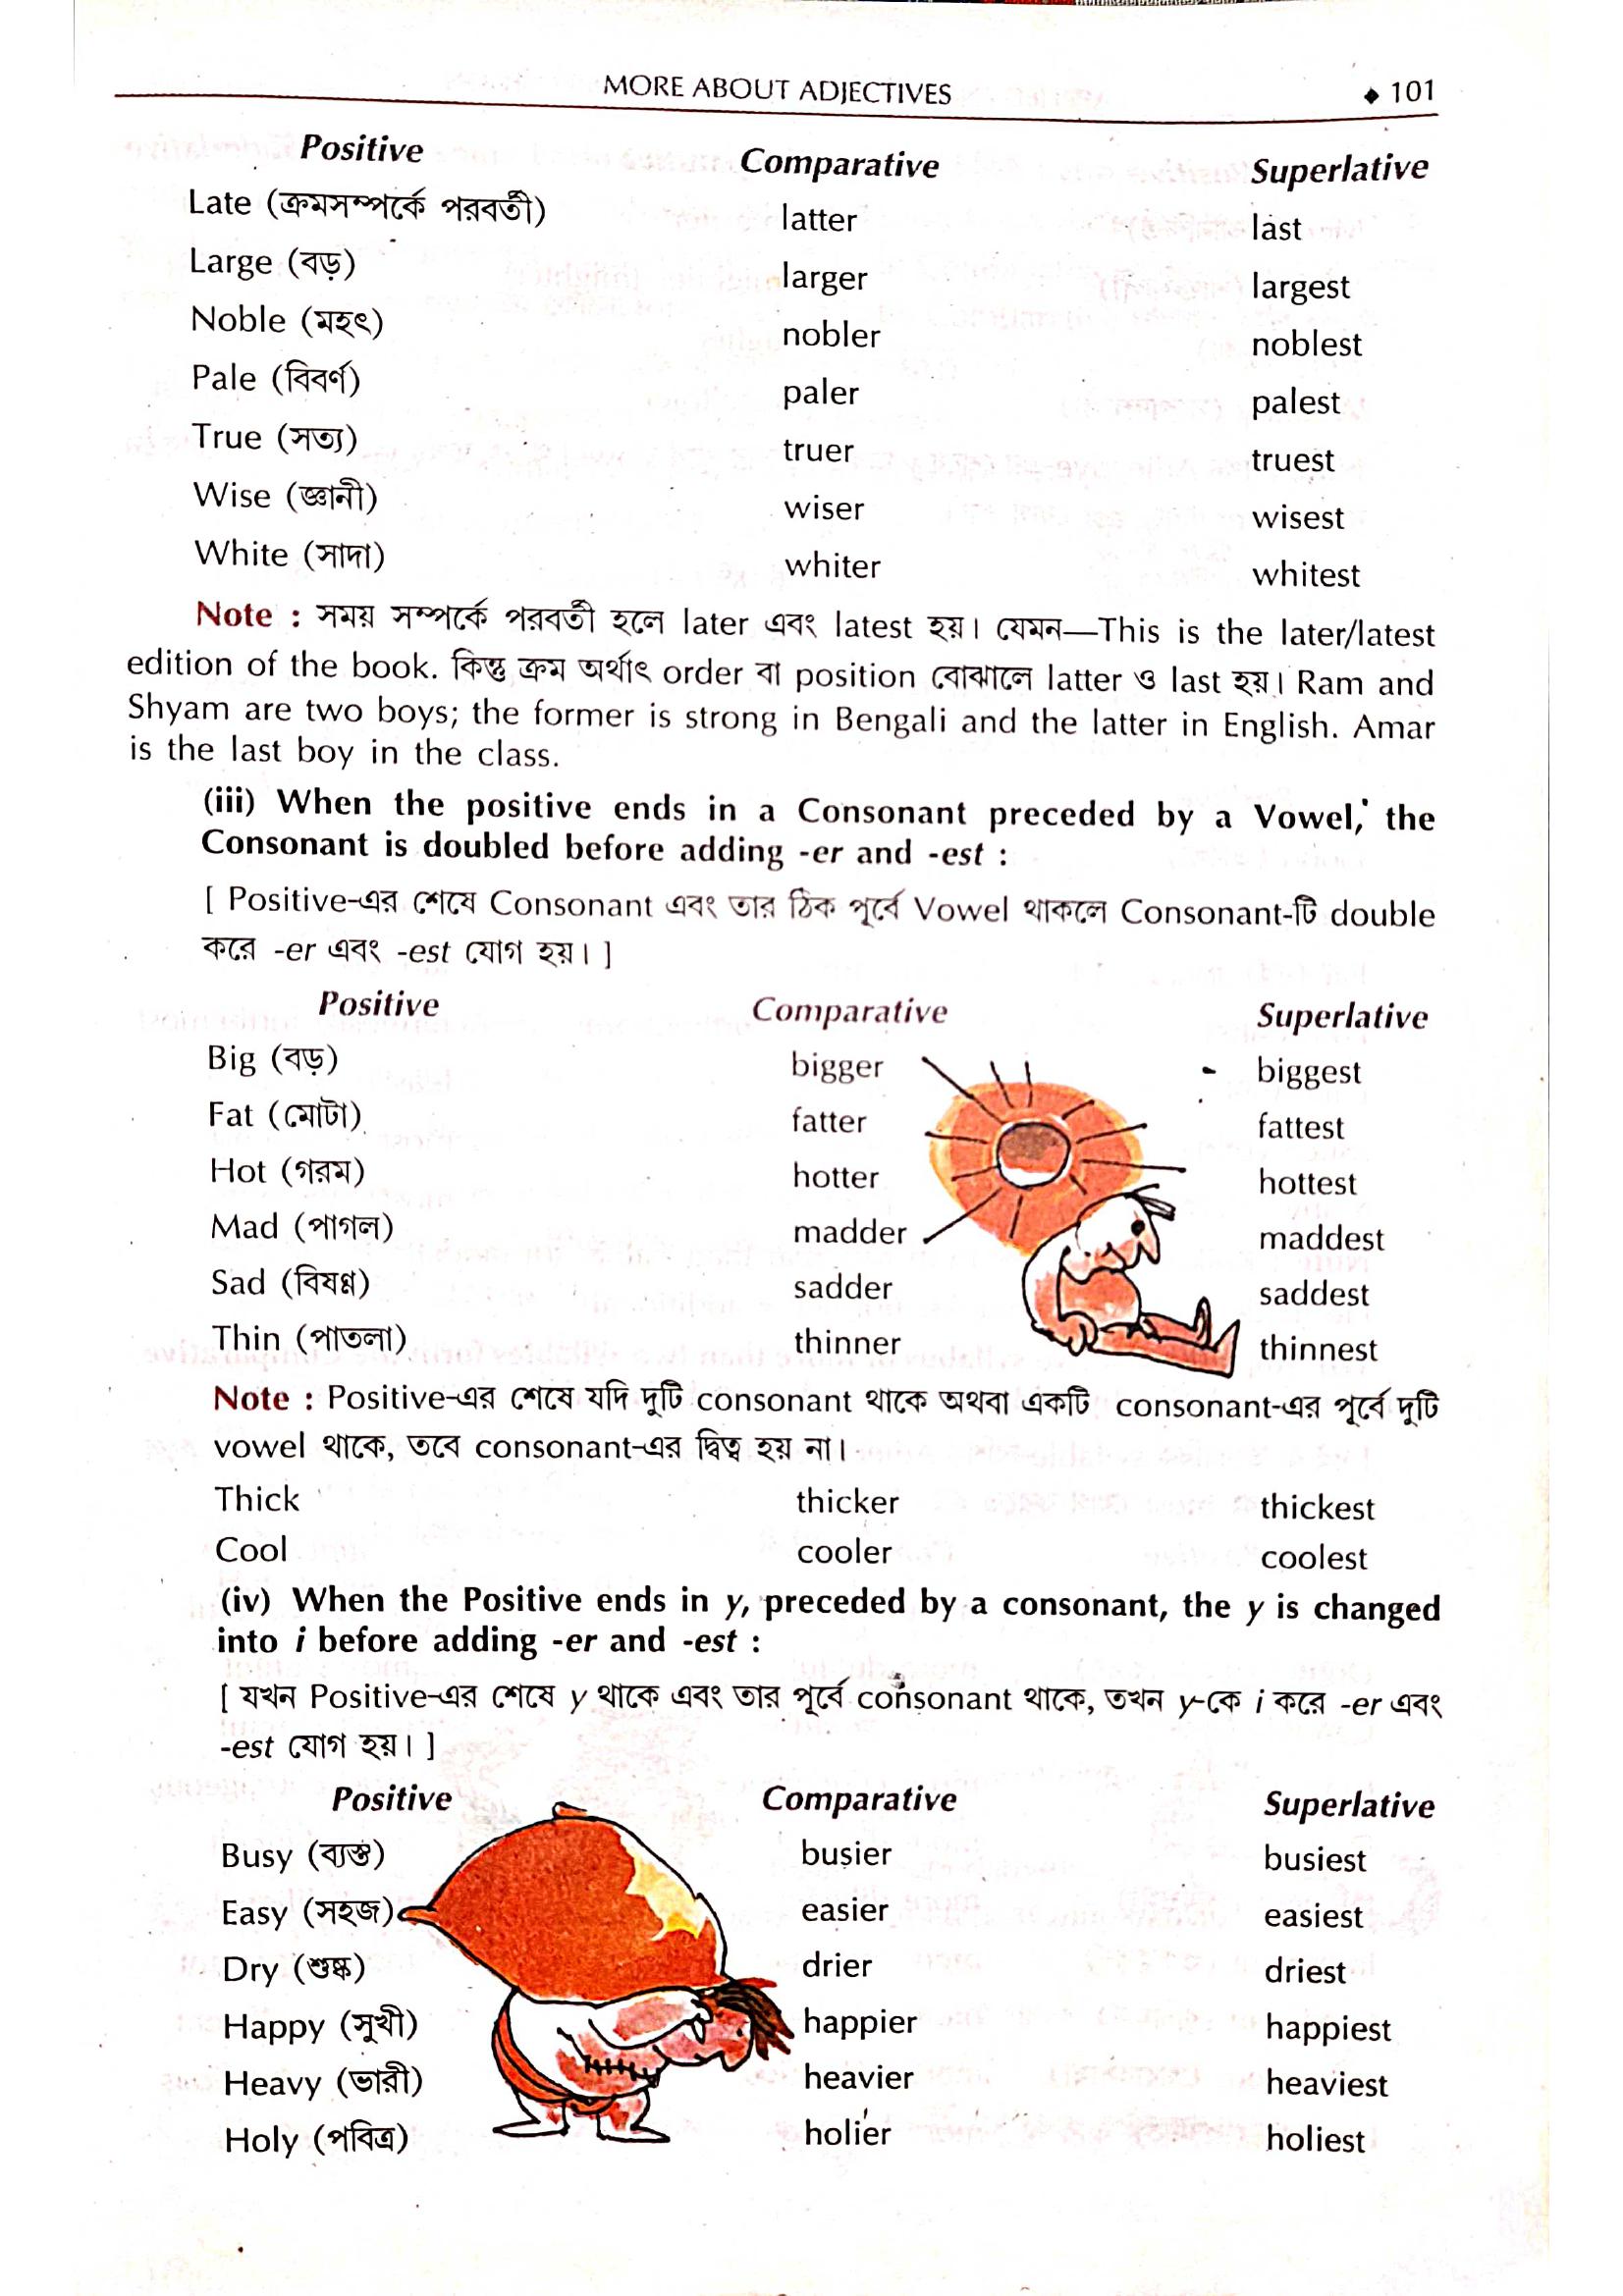 MORE ABOUT ADJECTIVES ◆ 101
Positive Comparative Superlative
Late (ক্রমসম্পর্কে পরবর্তী) latter last
Large (বড়) larger largest
Noble (মহৎ) nobler noblest
Pale (বিবর্ণ) paler palest
True (সত্য) truer truest
Wise (জ্ঞানী) wiser wisest
White (সাদা) whiter whitest
Note : সময় সম্পর্কে পরবর্তী হলে later এবং latest হয়। যেমন—This is the later/latest
edition of the book. কিন্তু ক্রম অর্থাৎ order বা position বোঝালে latter ও last হয়। Ram and
Shyam are two boys; the former is strong in Bengali and the latter in English. Amar
is the last boy in the class.
(iii) When the positive ends in a Consonant preceded by a Vowel, the
Consonant is doubled before adding -er and -est :
[ Positive-এর শেষে Consonant এবং তার ঠিক পূর্বে Vowel থাকলে Consonant-টি double
করে -er এবং -est যোগ হয়। ]
Positive Comparative Superlative
Big (বড়) bigger biggest
Fat (মোটা) fatter fattest
Hot (গরম) hotter hottest
Mad (পাগল) madder maddest
Sad (বিষণ্ণ) sadder saddest
Thin (পাতলা) thinner thinnest
Note : Positive-এর শেষে যদি দুটি consonant থাকে অথবা একটি consonant-এর পূর্বে দুটি
vowel থাকে, তবে consonant-এর দ্বিত্ব হয় না।
Thick thicker thickest
Cool cooler coolest
(iv) When the Positive ends in y, preceded by a consonant, the y is changed
into i before adding -er and -est :
[ যখন Positive-এর শেষে y থাকে এবং তার পূর্বে consonant থাকে, তখন y-কে i করে -er এবং
-est যোগ হয়। ]
Positive Comparative Superlative
Busy (ব্যস্ত) busier busiest
Easy (সহজ) easier easiest
Dry (শুষ্ক) drier driest
Happy (সুখী) happier happiest
Heavy (ভারী) heavier heaviest
Holy (পবিত্র) holier holiest